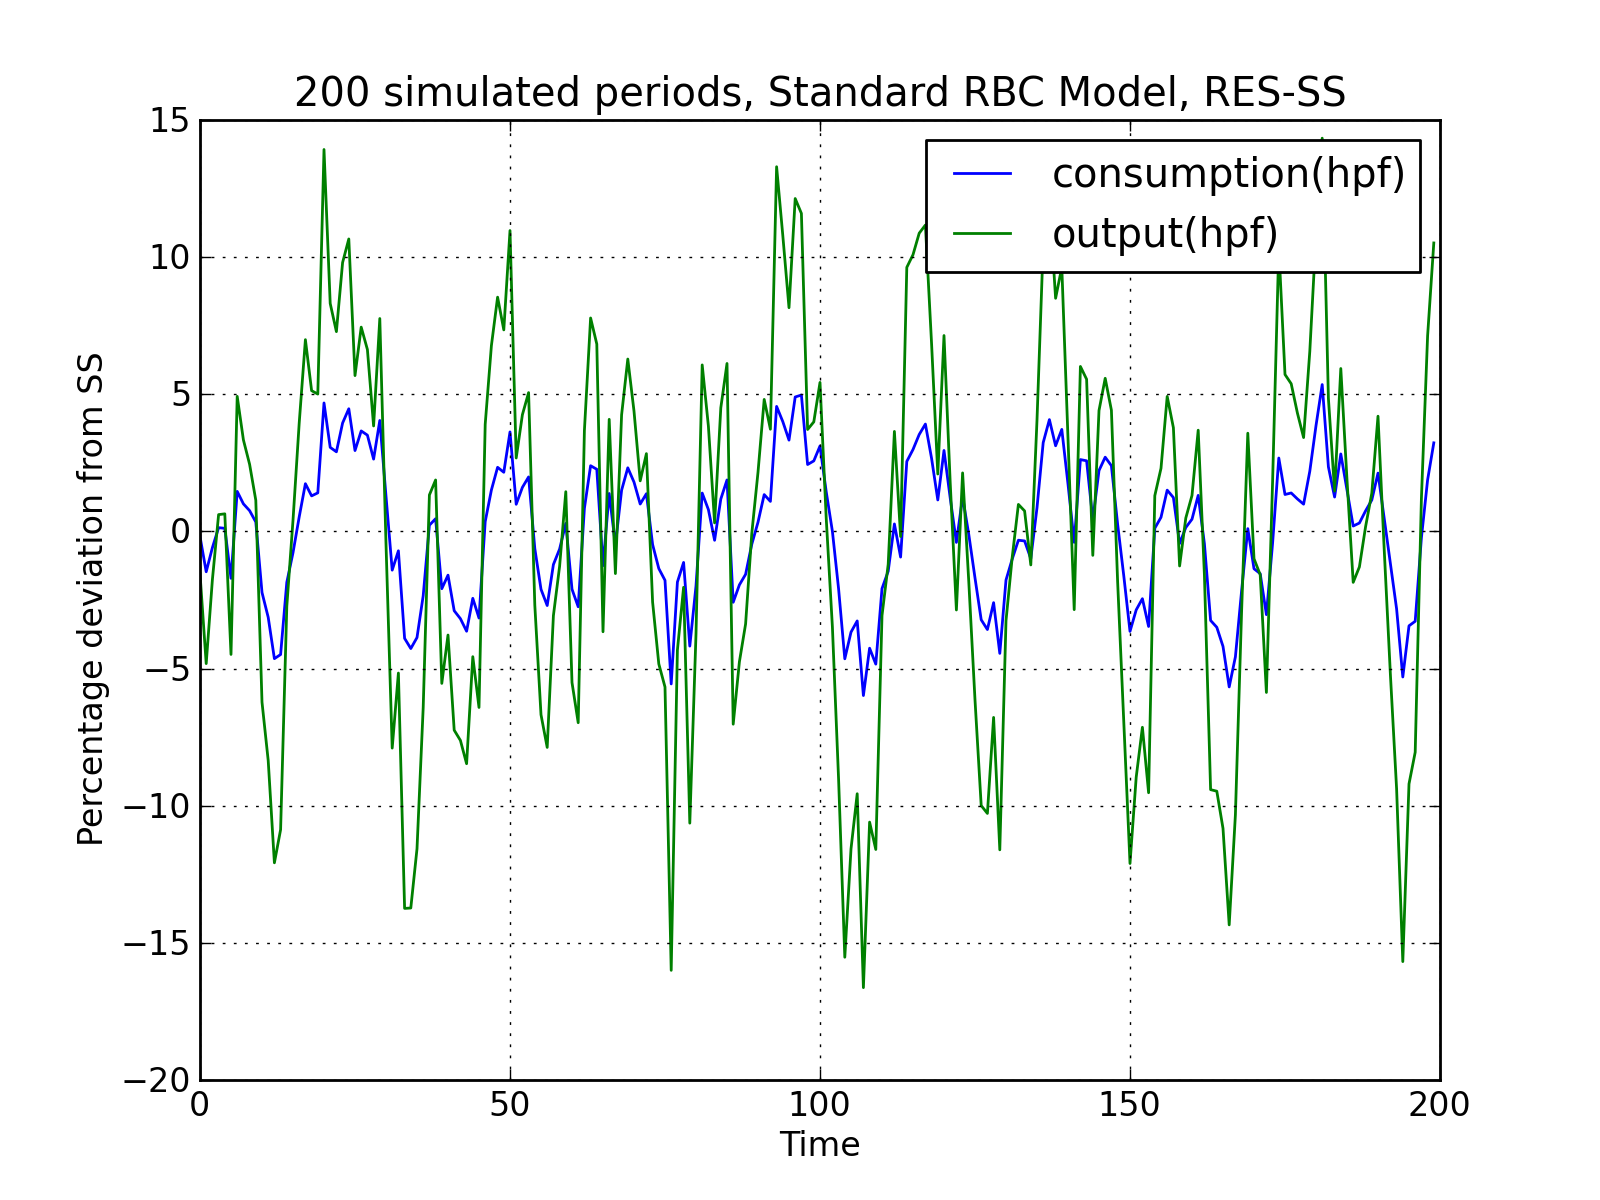 200 simulated periods, Standard RBC Model, RES-SS
15
10
5
0
−5
−10
−15
−20
Percentage deviation from SS
consumption(hpf)
output(hpf)
0 50 100 150 200
Time